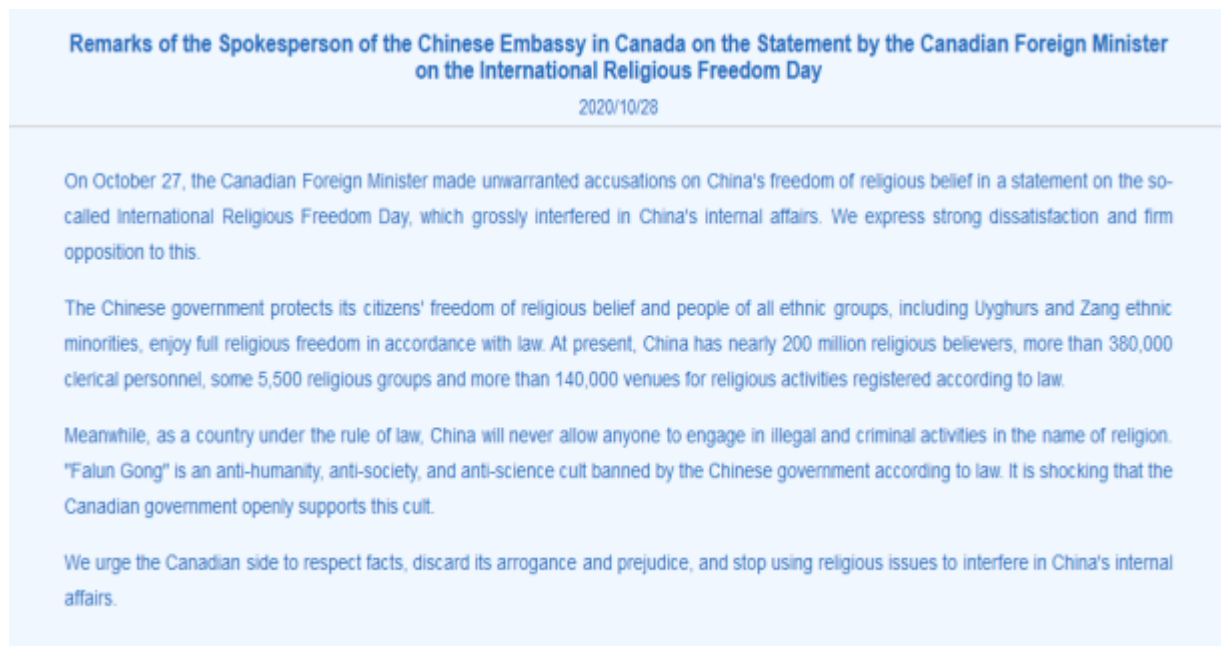 Remarks of the Spokesperson of the Chinese Embassy in Canada on the Statement by the Canadian Foreign Minister
on the International Religious Freedom Day
2020/10/28
On October 27, the Canadian Foreign Minister made unwarranted accusations on China's freedom of religious belief in a statement on the so-
called International Religious Freedom Day, which grossly interfered in China's internal affairs. We express strong dissatisfaction and firm
opposition to this.
The Chinese government protects its citizens' freedom of religious belief and people of all ethnic groups, including Uyghurs and Zang ethnic
minorities, enjoy full religious freedom in accordance with law. At present, China has nearly 200 million religious believers, more than 380,000
clerical personnel, some 5,500 religious groups and more than 140,000 venues for religious activities registered according to law.
Meanwhile, as a country under the rule of law, China will never allow anyone to engage in illegal and criminal activities in the name of religion.
"Falun Gong" is an anti-humanity, anti-society, and anti-science cult banned by the Chinese government according to law. It is shocking that the
Canadian government openly supports this cult.
We urge the Canadian side to respect facts, discard its arrogance and prejudice, and stop using religious issues to interfere in China's internal
affairs.